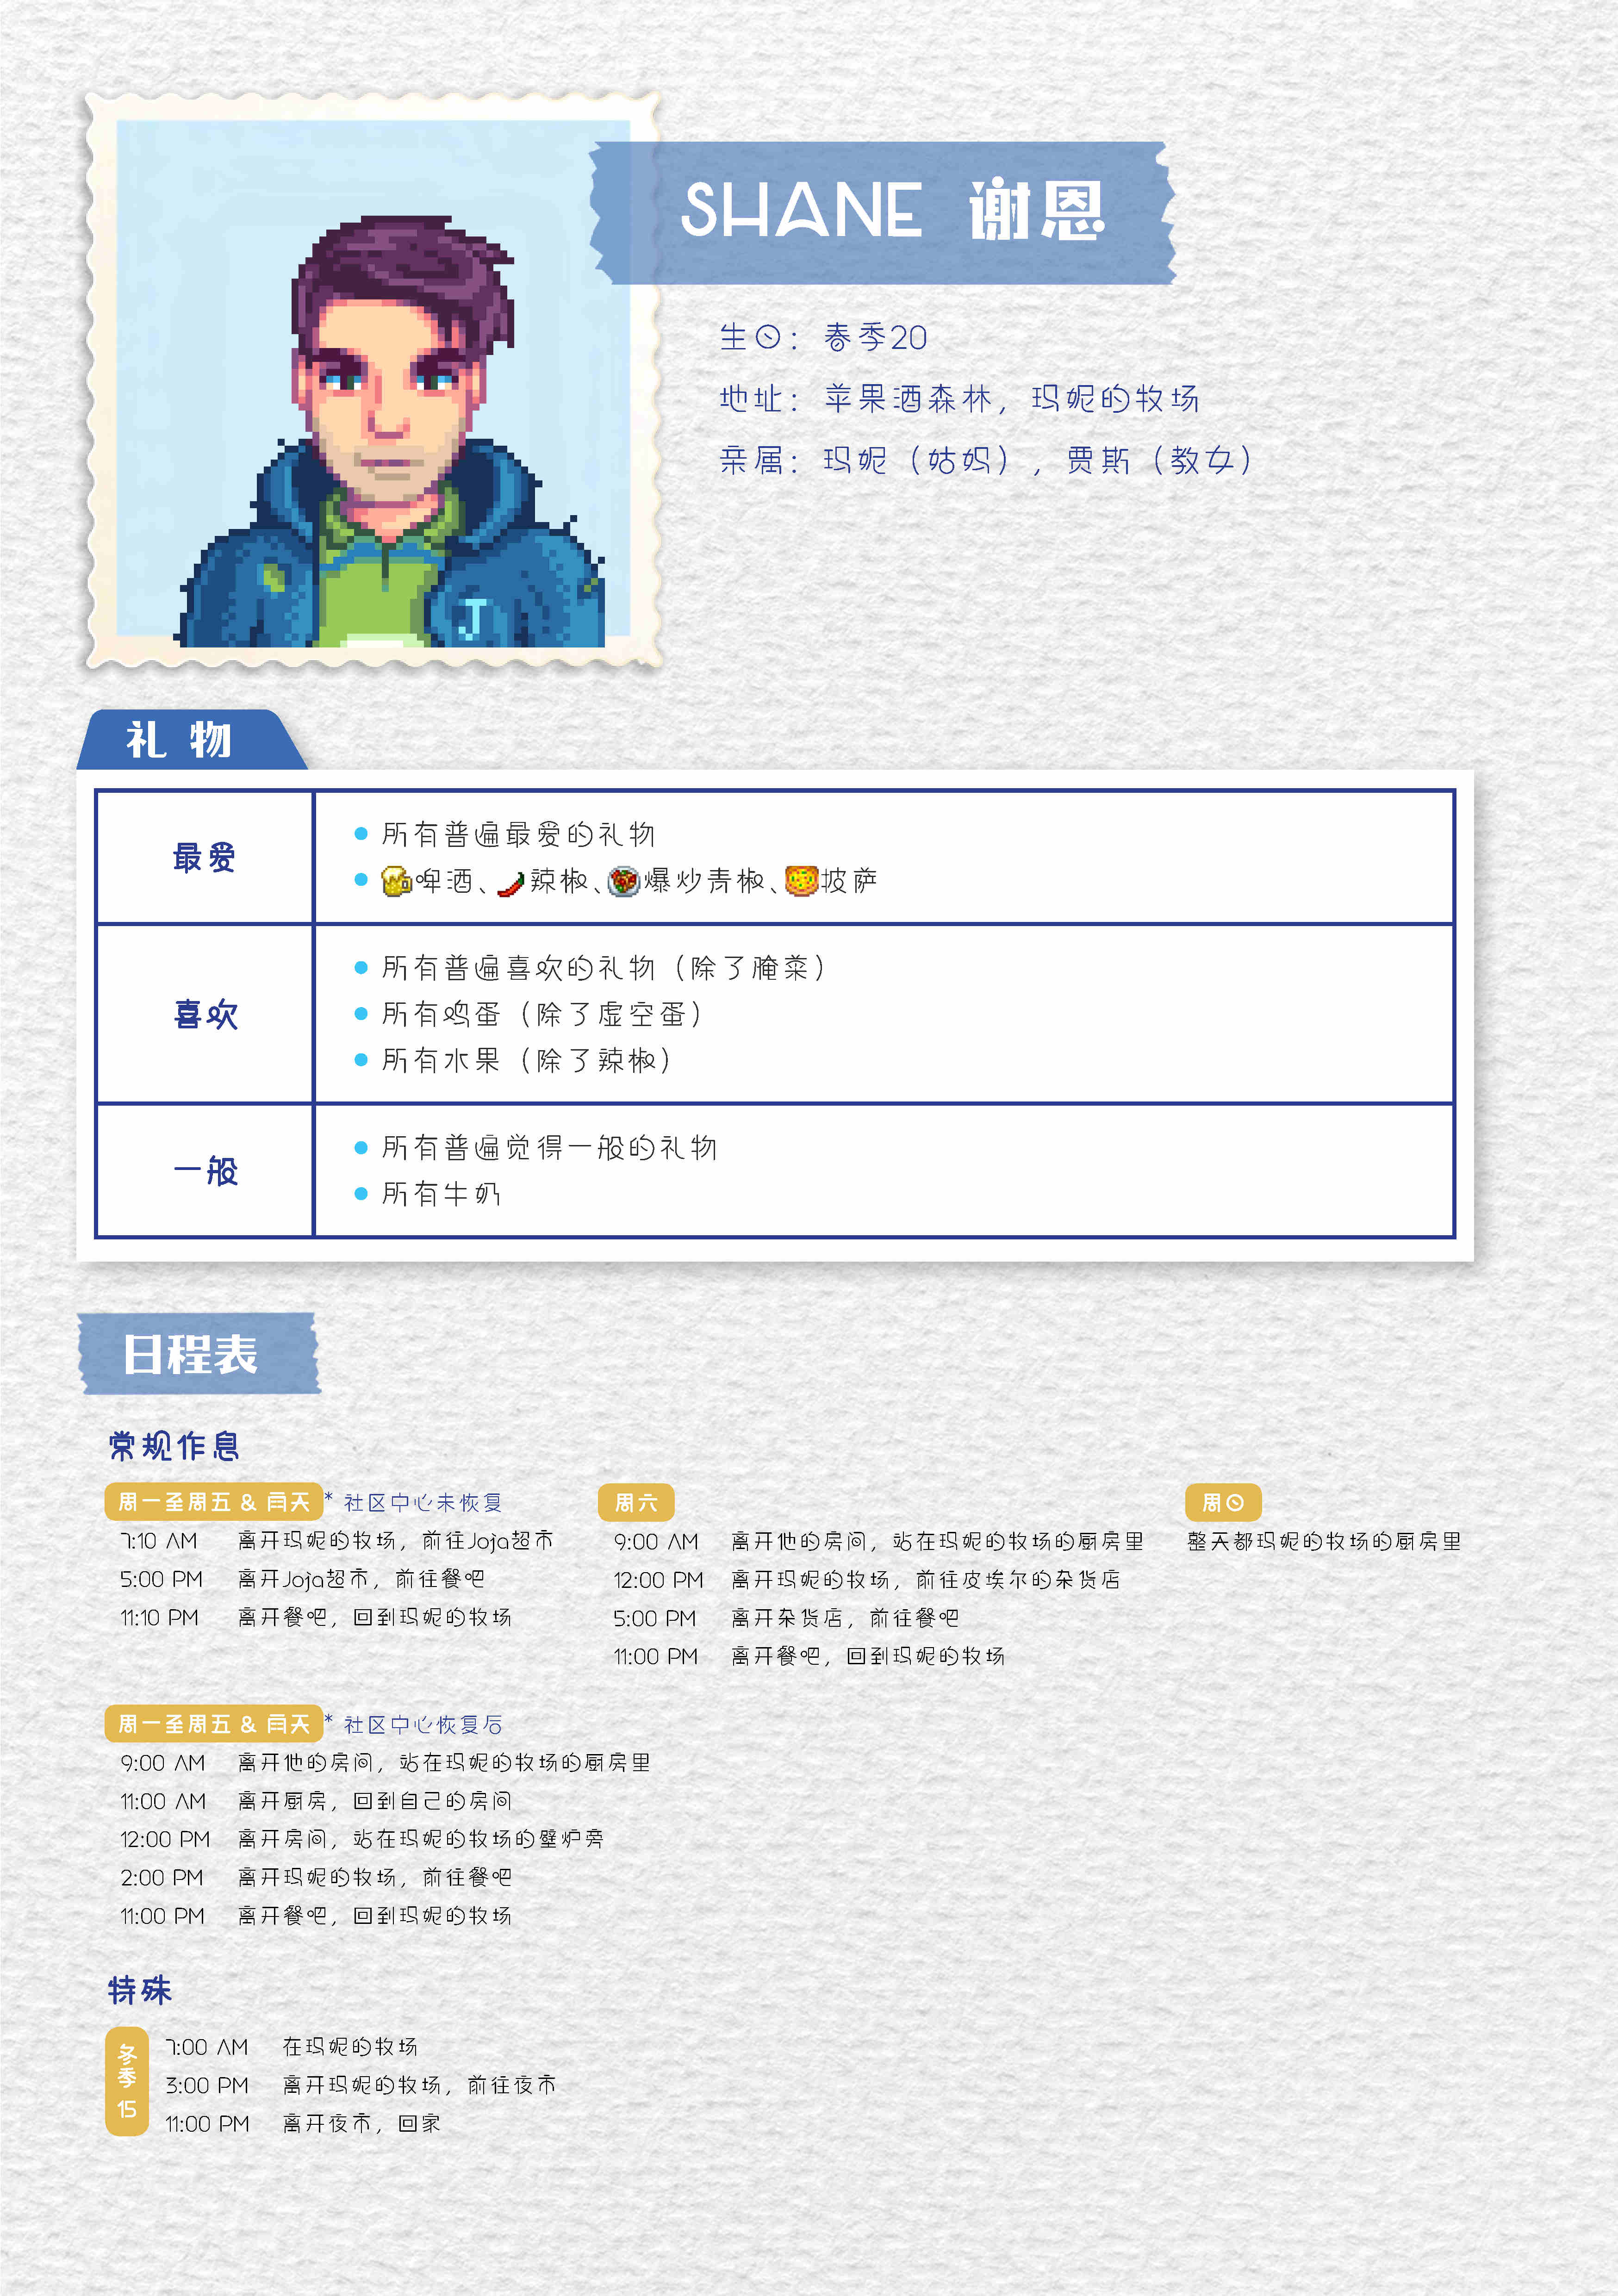 SHANE 谢恩
生日：春季20
地址：苹果酒森林，玛妮的牧场
亲属：玛妮（姑妈），贾斯（教女）
J
礼物
最爱
所有普遍最爱的礼物
啤酒、辣椒、爆炒青椒、披萨
喜欢
所有普遍喜欢的礼物（除了腌菜）
所有鸡蛋（除了虚空蛋）
所有水果（除了辣椒）
一般
所有普遍觉得一般的礼物
所有牛奶
日程表
常规作息
周一至周五 & 雨天 * 社区中心未恢复
7:10 AM 离开玛妮的牧场，前往Joja超市
5:00 PM 离开Joja超市，前往餐吧
11:10 PM 离开餐吧，回到玛妮的牧场
周六
9:00 AM 离开他的房间，站在玛妮的牧场的厨房里
12:00 PM 离开玛妮的牧场，前往皮埃尔的杂货店
5:00 PM 离开杂货店，前往餐吧
11:00 PM 离开餐吧，回到玛妮的牧场
周日
整天都玛妮的牧场的厨房里
周一至周五 & 雨天 * 社区中心恢复后
9:00 AM 离开他的房间，站在玛妮的牧场的厨房里
11:00 AM 离开厨房，回到自己的房间
12:00 PM 离开房间，站在玛妮的牧场的壁炉旁
2:00 PM 离开玛妮的牧场，前往餐吧
11:00 PM 离开餐吧，回到玛妮的牧场
特殊
冬季15
7:00 AM 在玛妮的牧场
3:00 PM 离开玛妮的牧场，前往夜市
11:00 PM 离开夜市，回家